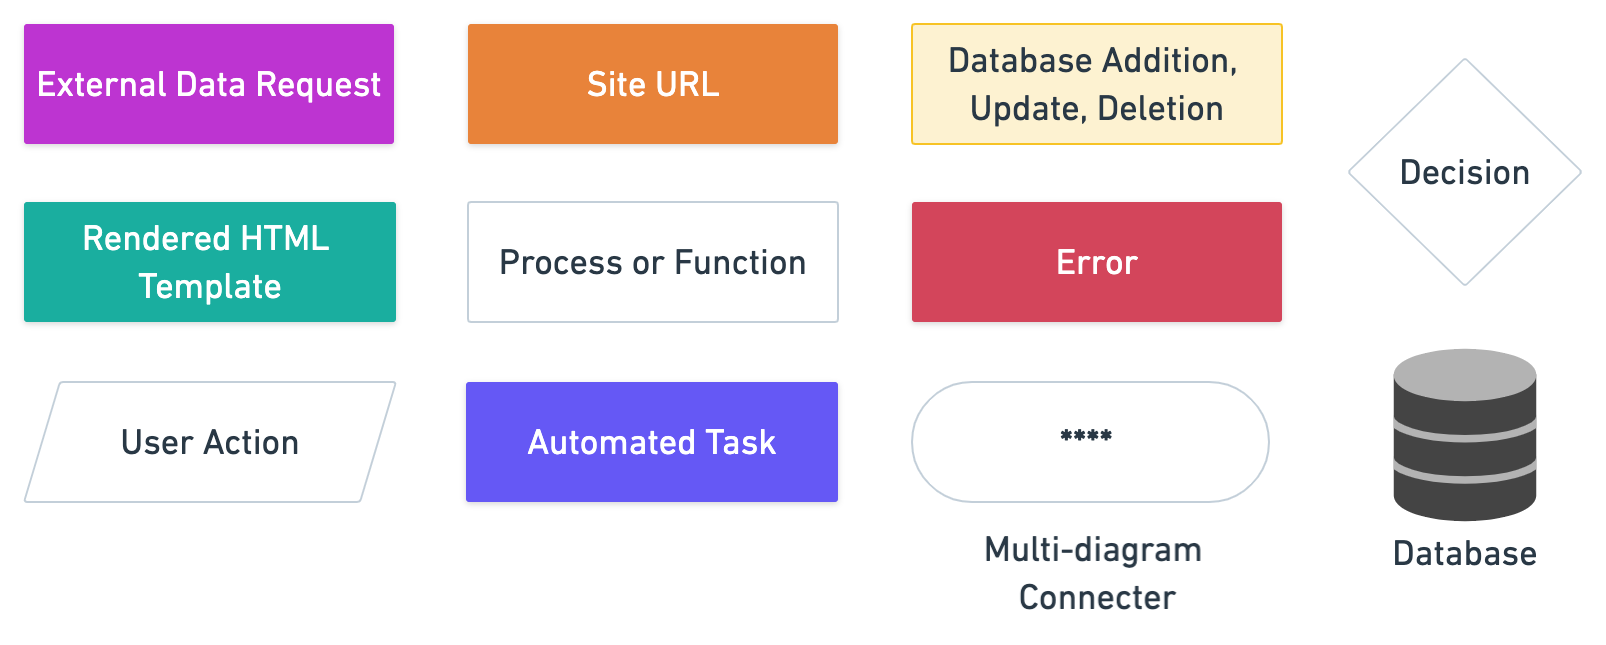 External Data Request
Site URL
Database Addition,
Update, Deletion
Decision
Rendered HTML
Template
Process or Function
Error
User Action
Automated Task
****
Multi-diagram
Connecter
Database